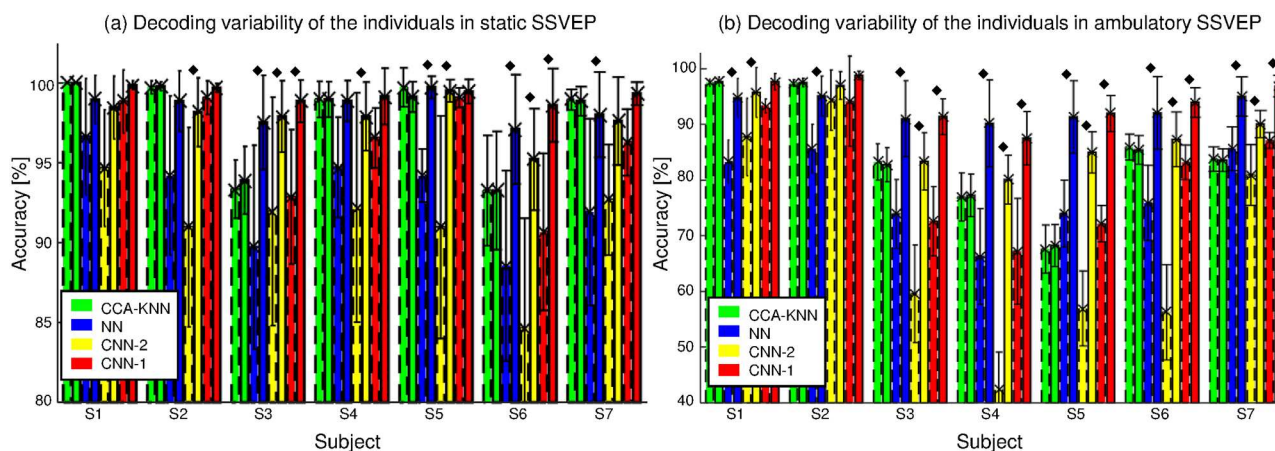 (a) Decoding variability of the individuals in static SSVEP
Accuracy [%]
100
95
90
85
80
CCA-KNN
NN
CNN-2
CNN-1
S1 S2 S3 S4 S5 S6 S7
Subject
(b) Decoding variability of the individuals in ambulatory SSVEP
Accuracy [%]
100
90
80
70
60
50
40
CCA-KNN
NN
CNN-2
CNN-1
S1 S2 S3 S4 S5 S6 S7
Subject